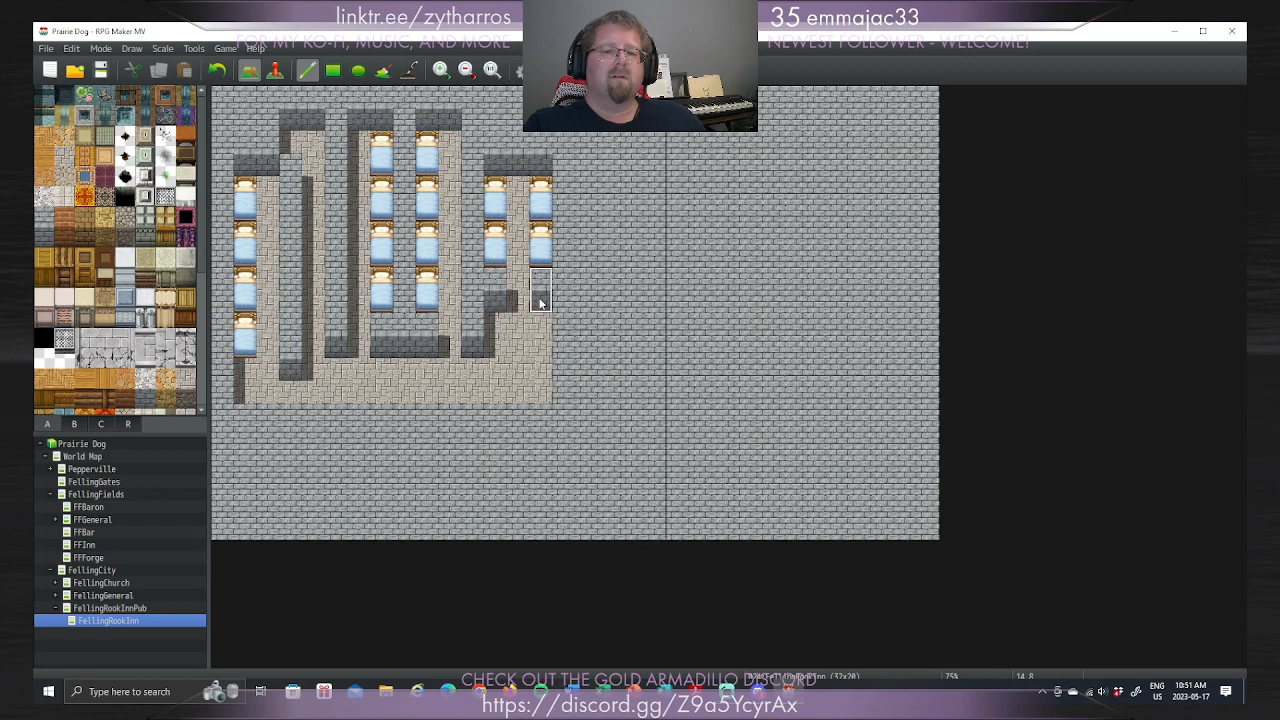 linktr.ee/zytharros
35 emmajac33
Prairie Dog - RPG Maker MV
FOR MY KO-FI, MUSIC, AND MORE
NEWEST FOLLOWER - WELCOME!
File Edit Mode Draw Scale Tools Game Help
A B C R
Prairie Dog
World Map
Pepperville
FellingGates
FellingFields
FFBaron
FFGeneral
FFBar
FFInn
FFForge
FellingCity
FellingChurch
FellingGeneral
FellingRookInnPub
FellingRookInn
CHECK OUT THE GOLD ARMADILLO DISCORD
75%
14,8
Type here to search
https://discord.gg/Z9a5YcyrAx
ENG
US
10:51 AM
2023-05-17